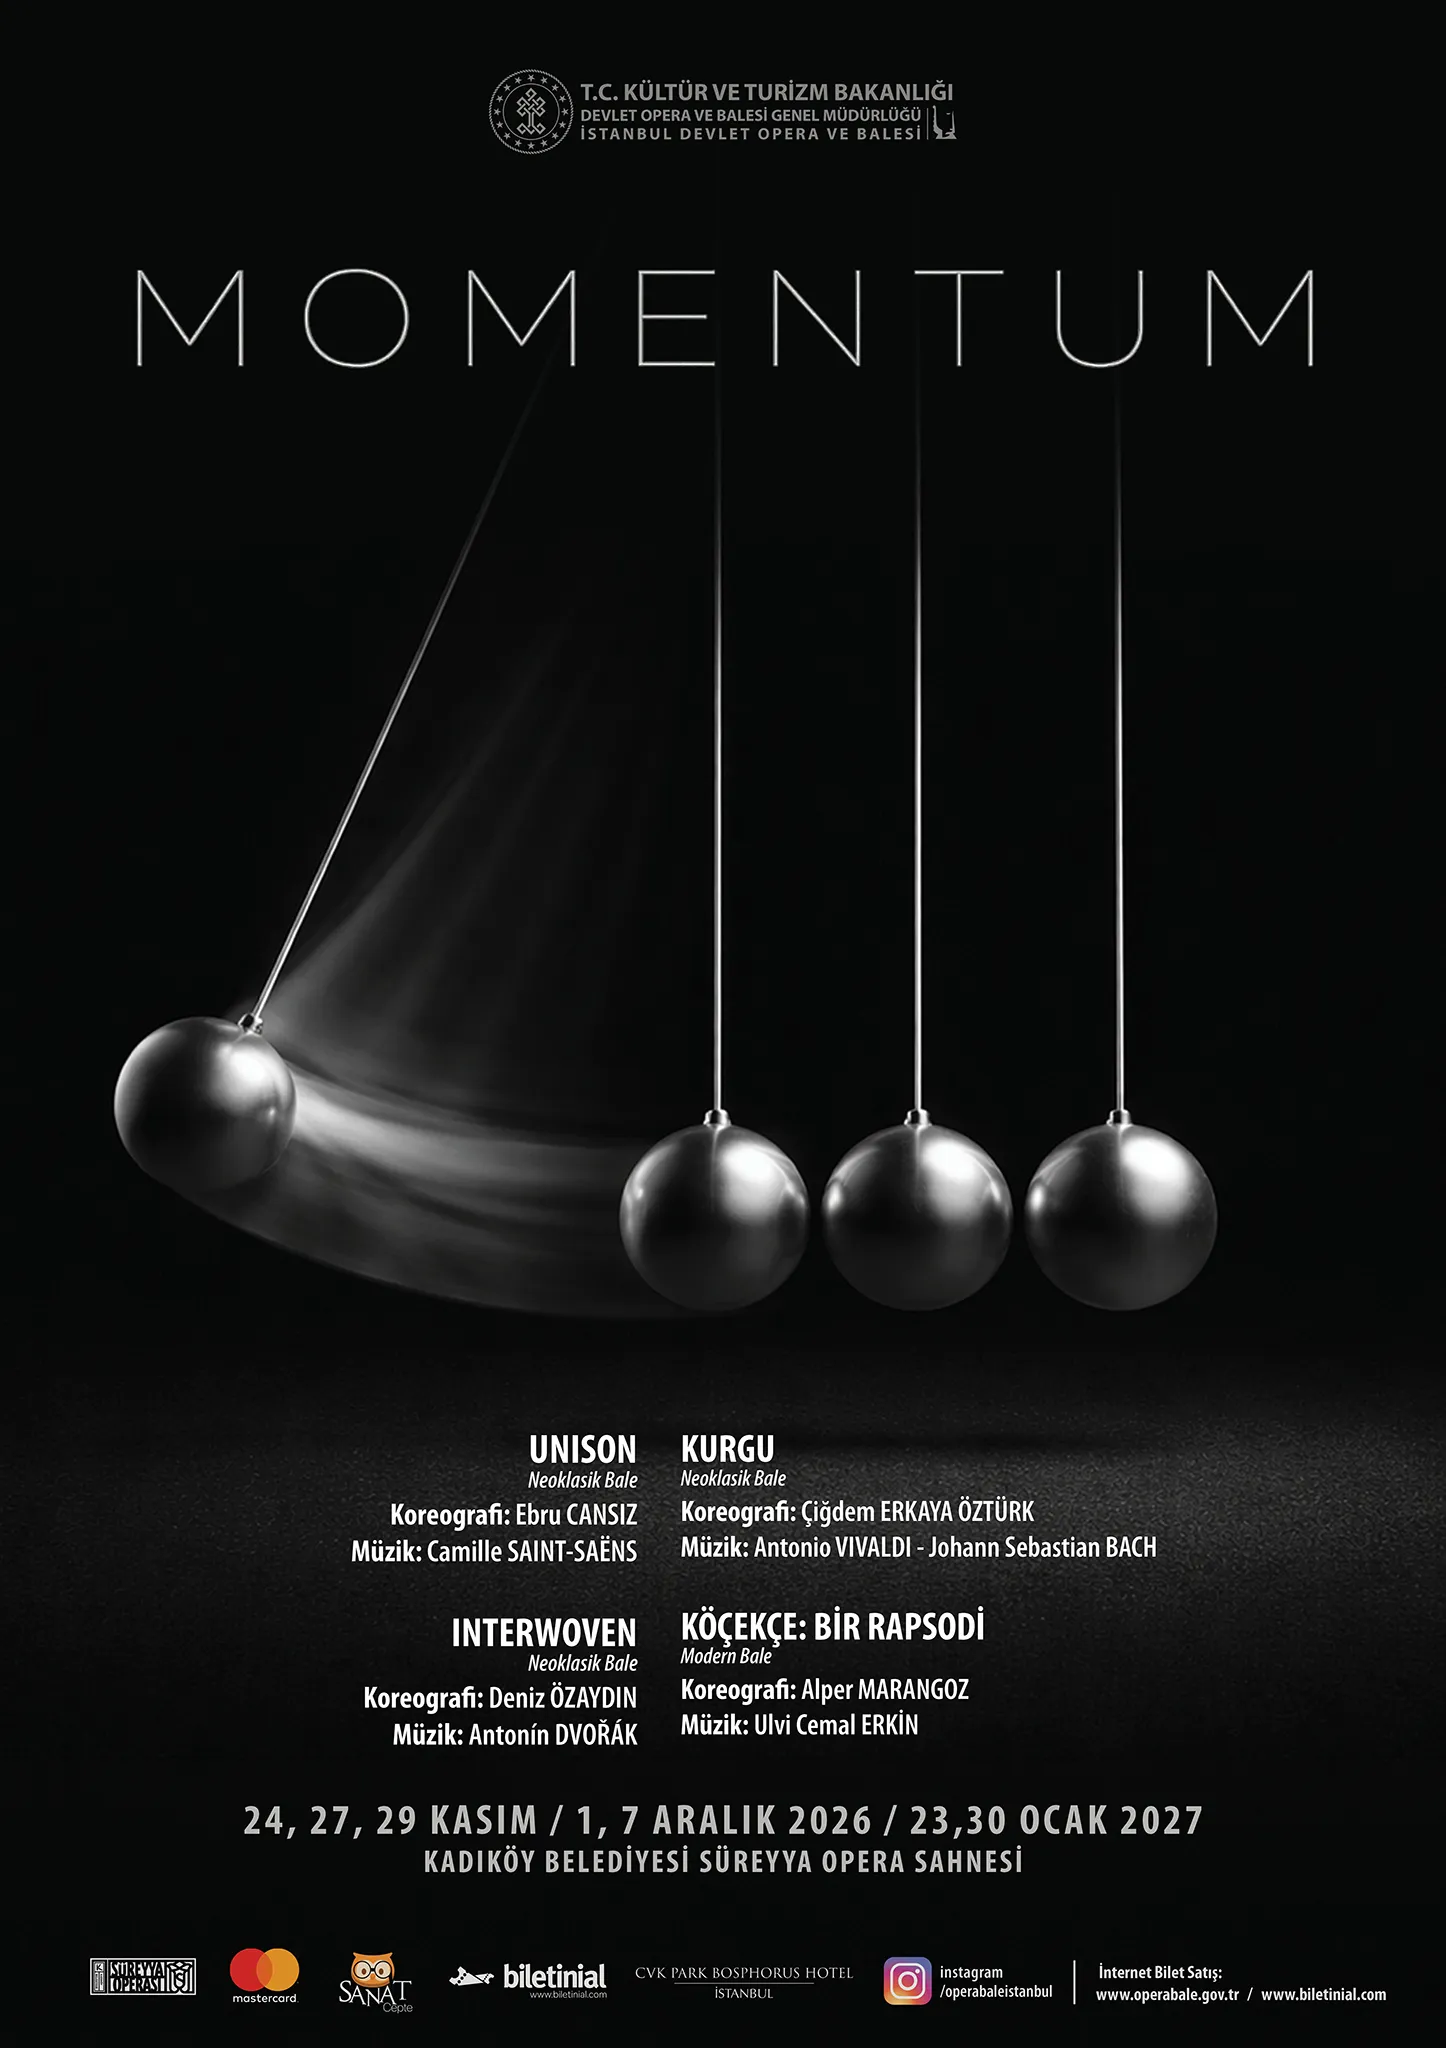 T.C. KÜLTÜR VE TURİZM BAKANLIĞI
DEVLET OPERA VE BALESİ GENEL MÜDÜRLÜĞÜ
İSTANBUL DEVLET OPERA VE BALESİ
MOMENTUM
UNISON
Neoklasik Bale
Koreografi: Ebru CANSIZ
Müzik: Camille SAINT-SAËNS
KURGU
Neoklasik Bale
Koreografi: Çiğdem ERKAYA ÖZTÜRK
Müzik: Antonio VIVALDI - Johann Sebastian BACH
INTERWOVEN
Neoklasik Bale
Koreografi: Deniz ÖZAYDIN
Müzik: Antonín DVOŘÁK
KÖÇEKÇE: BİR RAPSODİ
Modern Bale
Koreografi: Alper MARANGOZ
Müzik: Ulvi Cemal ERKİN
24, 27, 29 KASIM / 1, 7 ARALIK 2026 / 23,30 OCAK 2027
KADIKÖY BELEDİYESİ SÜREYYA OPERA SAHNESİ
SÜREYYA
OPERASI
mastercard.
SANAT
Cepte
biletinial
www.biletinial.com
CVK PARK BOSPHORUS HOTEL
İSTANBUL
instagram
/operabaleistanbul
İnternet Bilet Satış:
www.operabale.gov.tr / www.biletinial.com